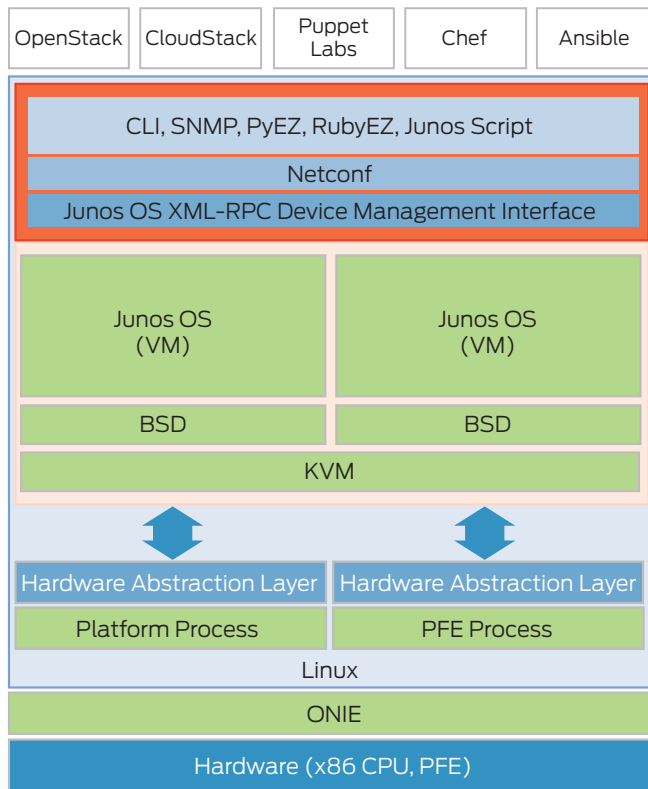 OpenStack
CloudStack
Puppet
Labs
Chef
Ansible
CLI, SNMP, PyEZ, RubyEZ, Junos Script
Netconf
Junos OS XML-RPC Device Management Interface
Junos OS
(VM)
Junos OS
(VM)
BSD
BSD
KVM
Hardware Abstraction Layer
Hardware Abstraction Layer
Platform Process
PFE Process
Linux
ONIE
Hardware (x86 CPU, PFE)